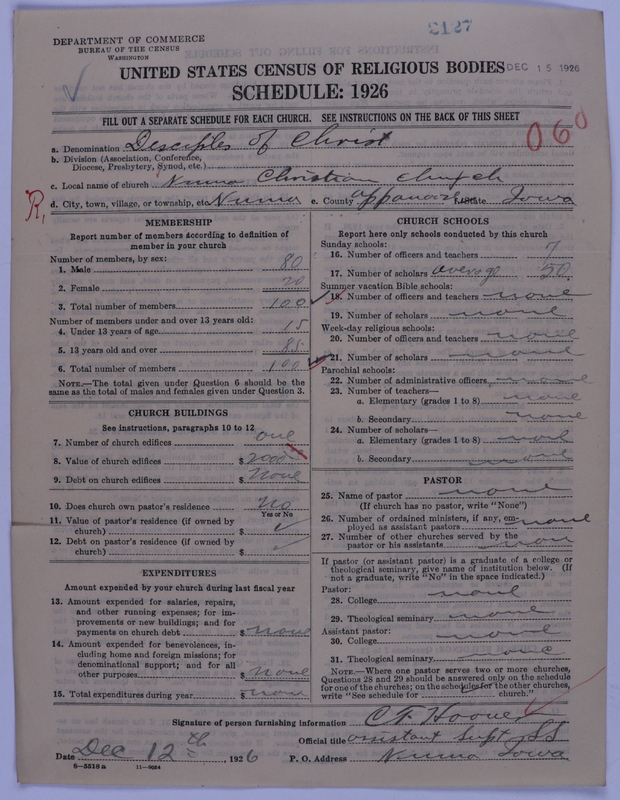 2127
DEPARTMENT OF COMMERCE
BUREAU OF THE CENSUS
WASHINGTON
UNITED STATES CENSUS OF RELIGIOUS BODIES DEC 15 1926
SCHEDULE: 1926
FILL OUT A SEPARATE SCHEDULE FOR EACH CHURCH. SEE INSTRUCTIONS ON THE BACK OF THIS SHEET
060
a. Denomination Desciples of Christ
b. Division (Association, Conference, Diocese, Presbytery, Synod, etc.)
c. Local name of church Numa Christian church
R,
d. City, town, village, or township, etc. Numa e. County Appanoose f. State Iowa
MEMBERSHIP
Report number of members according to definition of
member in your church
Number of members, by sex:
1. Male 80
2. Female 20
3. Total number of members 100
Number of members under and over 13 years old:
4. Under 13 years of age 15
5. 13 years old and over 85
6. Total number of members 100
NOTE.—The total given under Question 6 should be the
same as the total of males and females given under Question 3.
CHURCH BUILDINGS
See instructions, paragraphs 10 to 12
7. Number of church edifices one
8. Value of church edifices $ 2000
9. Debt on church edifices $ none
10. Does church own pastor's residence No
Yes or No
11. Value of pastor's residence (if owned by
church) $
12. Debt on pastor's residence (if owned by
church) $
EXPENDITURES
Amount expended by your church during last fiscal year
13. Amount expended for salaries, repairs,
and other running expenses; for im-
provements or new buildings; and for
payments on church debt $ none
14. Amount expended for benevolences, in-
cluding home and foreign missions; for
denominational support; and for all
other purposes $ none
15. Total expenditures during year $ none
CHURCH SCHOOLS
Report here only schools conducted by this church
Sunday schools:
16. Number of officers and teachers 7
17. Number of scholars average 50
Summer vacation Bible schools:
18. Number of officers and teachers none
19. Number of scholars none
Week-day religious schools:
20. Number of officers and teachers none
21. Number of scholars none
Parochial schools:
22. Number of administrative officers none
23. Number of teachers—
a. Elementary (grades 1 to 8) none
b. Secondary none
24. Number of scholars—
a. Elementary (grades 1 to 8) none
b. Secondary none
PASTOR
25. Name of pastor none
(If church has no pastor, write "None")
26. Number of ordained ministers, if any, em-
ployed as assistant pastors none
27. Number of other churches served by the
pastor or his assistants none
If pastor (or assistant pastor) is a graduate of a college or
theological seminary, give name of institution below. (If
not a graduate, write "No" in the space indicated.)
Pastor:
28. College none
29. Theological seminary none
Assistant pastor:
30. College none
31. Theological seminary none
NOTE.—Where one pastor serves two or more churches,
Questions 28 and 29 should be answered only on the schedule
for one of the churches; on the schedules for the other churches,
write "See schedule for church."
Signature of person furnishing information C F Hoover
Official title assistant Supt SS
Date Dec 12th, 1926 P. O. Address Numa Iowa
8—5518 a 11—9064